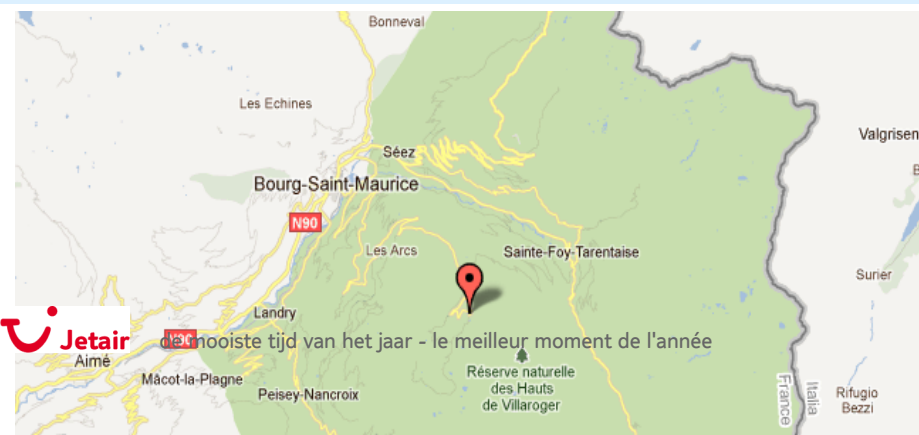 Bonneval
Les Echines
Valgrisen
Séez
Bourg-Saint-Maurice
N90
Les Arcs
Sainte-Foy-Tarentaise
Surier
Landry
Jetair
de mooiste tijd van het jaar - le meilleur moment de l'année
N90
Aimé
Mâcot-la-Plagne
Peisey-Nancroix
Réserve naturelle
des Hauts
de Villaroger
France
Italia
Rifugio
Bezzi